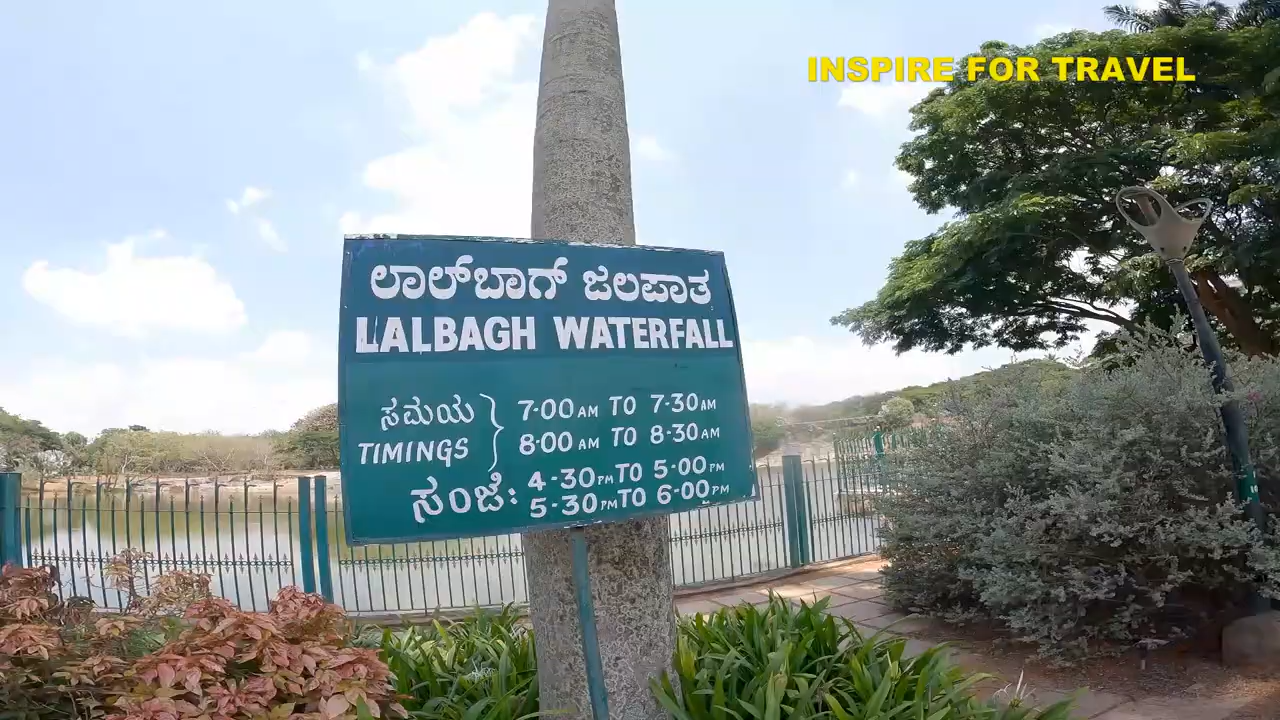 INSPIRE FOR TRAVEL
ಲಾಲ್‌ಬಾಗ್ ಜಲಪಾತ
LALBAGH WATERFALL
ಸಮಯ } 7-00 AM TO 7-30 AM
TIMINGS 8-00 AM TO 8-30 AM
ಸಂಜೆ: 4-30 PM TO 5-00 PM
5-30 PM TO 6-00 PM